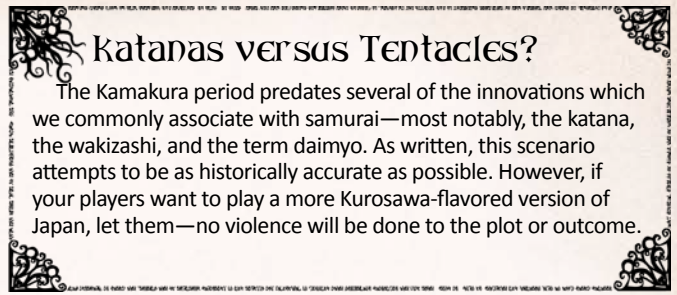 Katanas versus Tentacles?
The Kamakura period predates several of the innovations which
we commonly associate with samurai—most notably, the katana,
the wakizashi, and the term daimyo. As written, this scenario
attempts to be as historically accurate as possible. However, if
your players want to play a more Kurosawa-flavored version of
Japan, let them—no violence will be done to the plot or outcome.